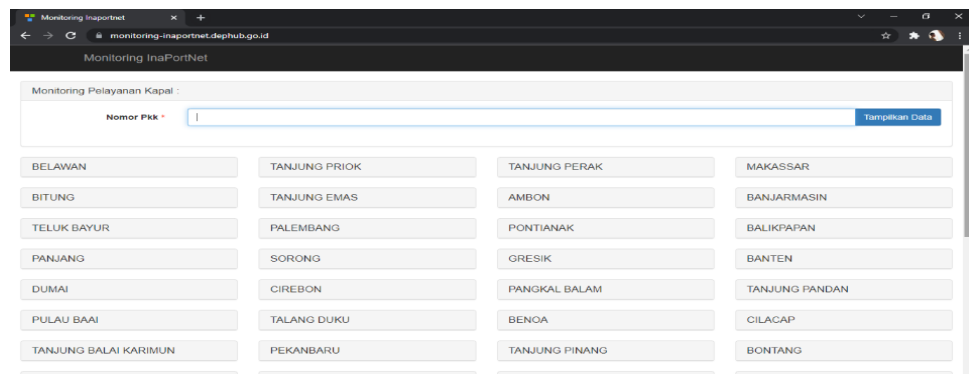 Monitoring Inaportnet
monitoring-inaportnet.dephub.go.id
Monitoring InaPortNet
Monitoring Pelayanan Kapal :
Nomor Pkk *
Tampilkan Data
BELAWAN TANJUNG PRIOK TANJUNG PERAK MAKASSAR
BITUNG TANJUNG EMAS AMBON BANJARMASIN
TELUK BAYUR PALEMBANG PONTIANAK BALIKPAPAN
PANJANG SORONG GRESIK BANTEN
DUMAI CIREBON PANGKAL BALAM TANJUNG PANDAN
PULAU BAAI TALANG DUKU BENOA CILACAP
TANJUNG BALAI KARIMUN PEKANBARU TANJUNG PINANG BONTANG